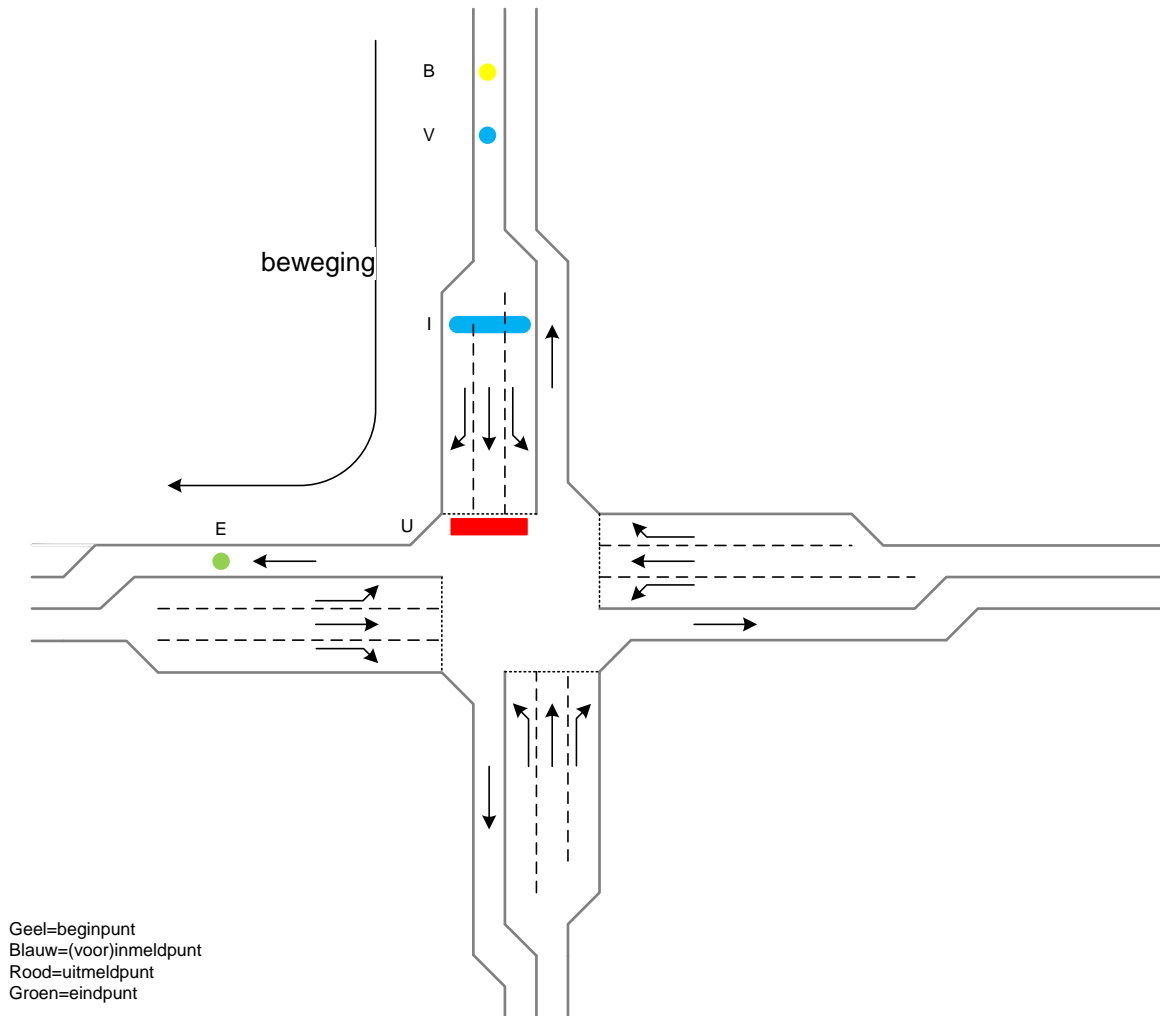 B
V
beweging
I
E
U
Geel=beginpunt
Blauw=(voor)inmeldpunt
Rood=uitmeldpunt
Groen=eindpunt